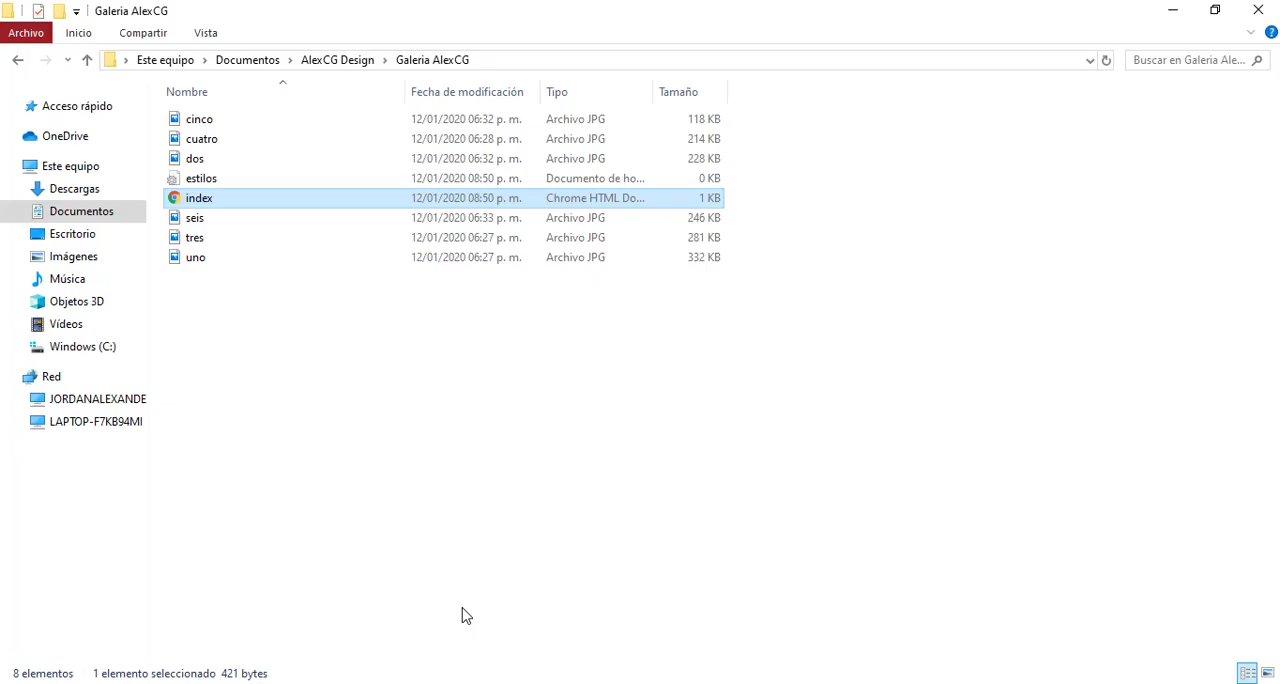 Galeria AlexCG
Archivo Inicio Compartir Vista
Este equipo Documentos AlexCG Design Galeria AlexCG Buscar en Galeria Ale...
Nombre Fecha de modificación Tipo Tamaño
Acceso rápido
OneDrive
Este equipo
Descargas
Documentos
Escritorio
Imágenes
Música
Objetos 3D
Vídeos
Windows (C:)
Red
JORDANALEXANDE
LAPTOP-F7KB94MI
cinco 12/01/2020 06:32 p. m. Archivo JPG 118 KB
cuatro 12/01/2020 06:28 p. m. Archivo JPG 214 KB
dos 12/01/2020 06:32 p. m. Archivo JPG 228 KB
estilos 12/01/2020 08:50 p. m. Documento de ho... 0 KB
index 12/01/2020 08:50 p. m. Chrome HTML Do... 1 KB
seis 12/01/2020 06:33 p. m. Archivo JPG 246 KB
tres 12/01/2020 06:27 p. m. Archivo JPG 281 KB
uno 12/01/2020 06:27 p. m. Archivo JPG 332 KB
8 elementos 1 elemento seleccionado 421 bytes